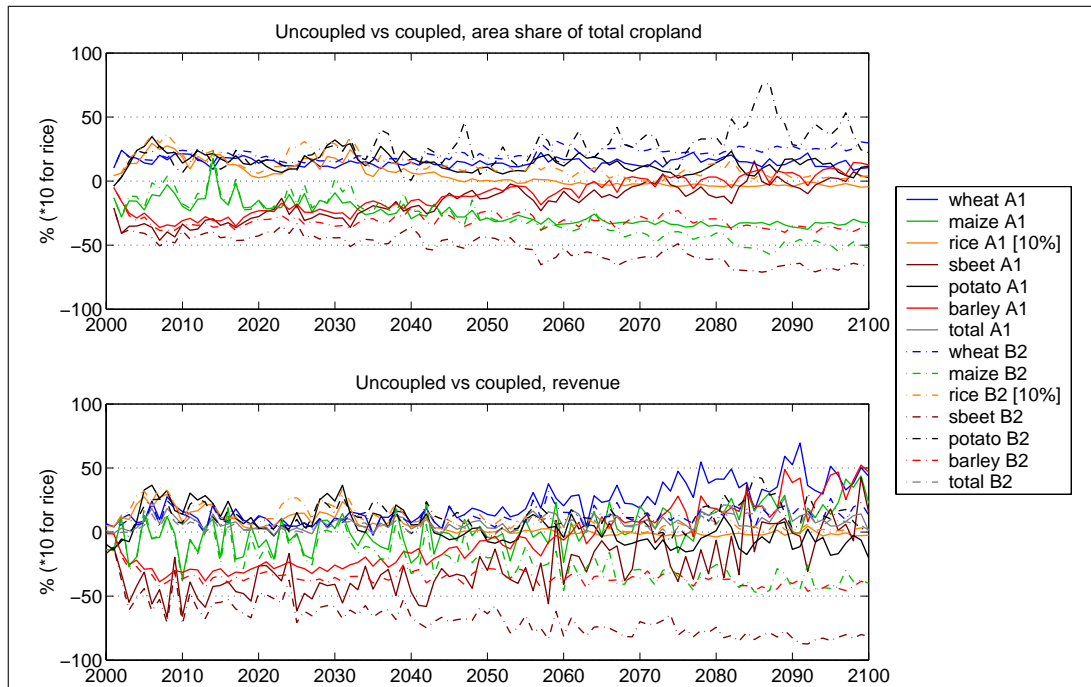 Uncoupled vs coupled, area share of total cropland
% (*10 for rice)
100
50
0
−50
−100
2000 2010 2020 2030 2040 2050 2060 2070 2080 2090 2100
Uncoupled vs coupled, revenue
% (*10 for rice)
100
50
0
−50
−100
2000 2010 2020 2030 2040 2050 2060 2070 2080 2090 2100
wheat A1
maize A1
rice A1 [10%]
sbeet A1
potato A1
barley A1
total A1
wheat B2
maize B2
rice B2 [10%]
sbeet B2
potato B2
barley B2
total B2